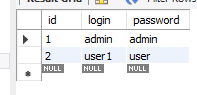 Result Grid Filter Rows
id login password
1 admin admin
2 user1 user
NULL NULL NULL